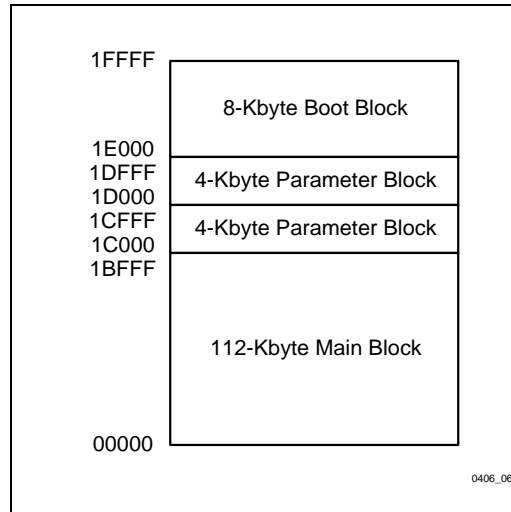 1FFFF
8-Kbyte Boot Block
1E000
1DFFF
4-Kbyte Parameter Block
1D000
1CFFF
4-Kbyte Parameter Block
1C000
1BFFF
112-Kbyte Main Block
00000
0406_06